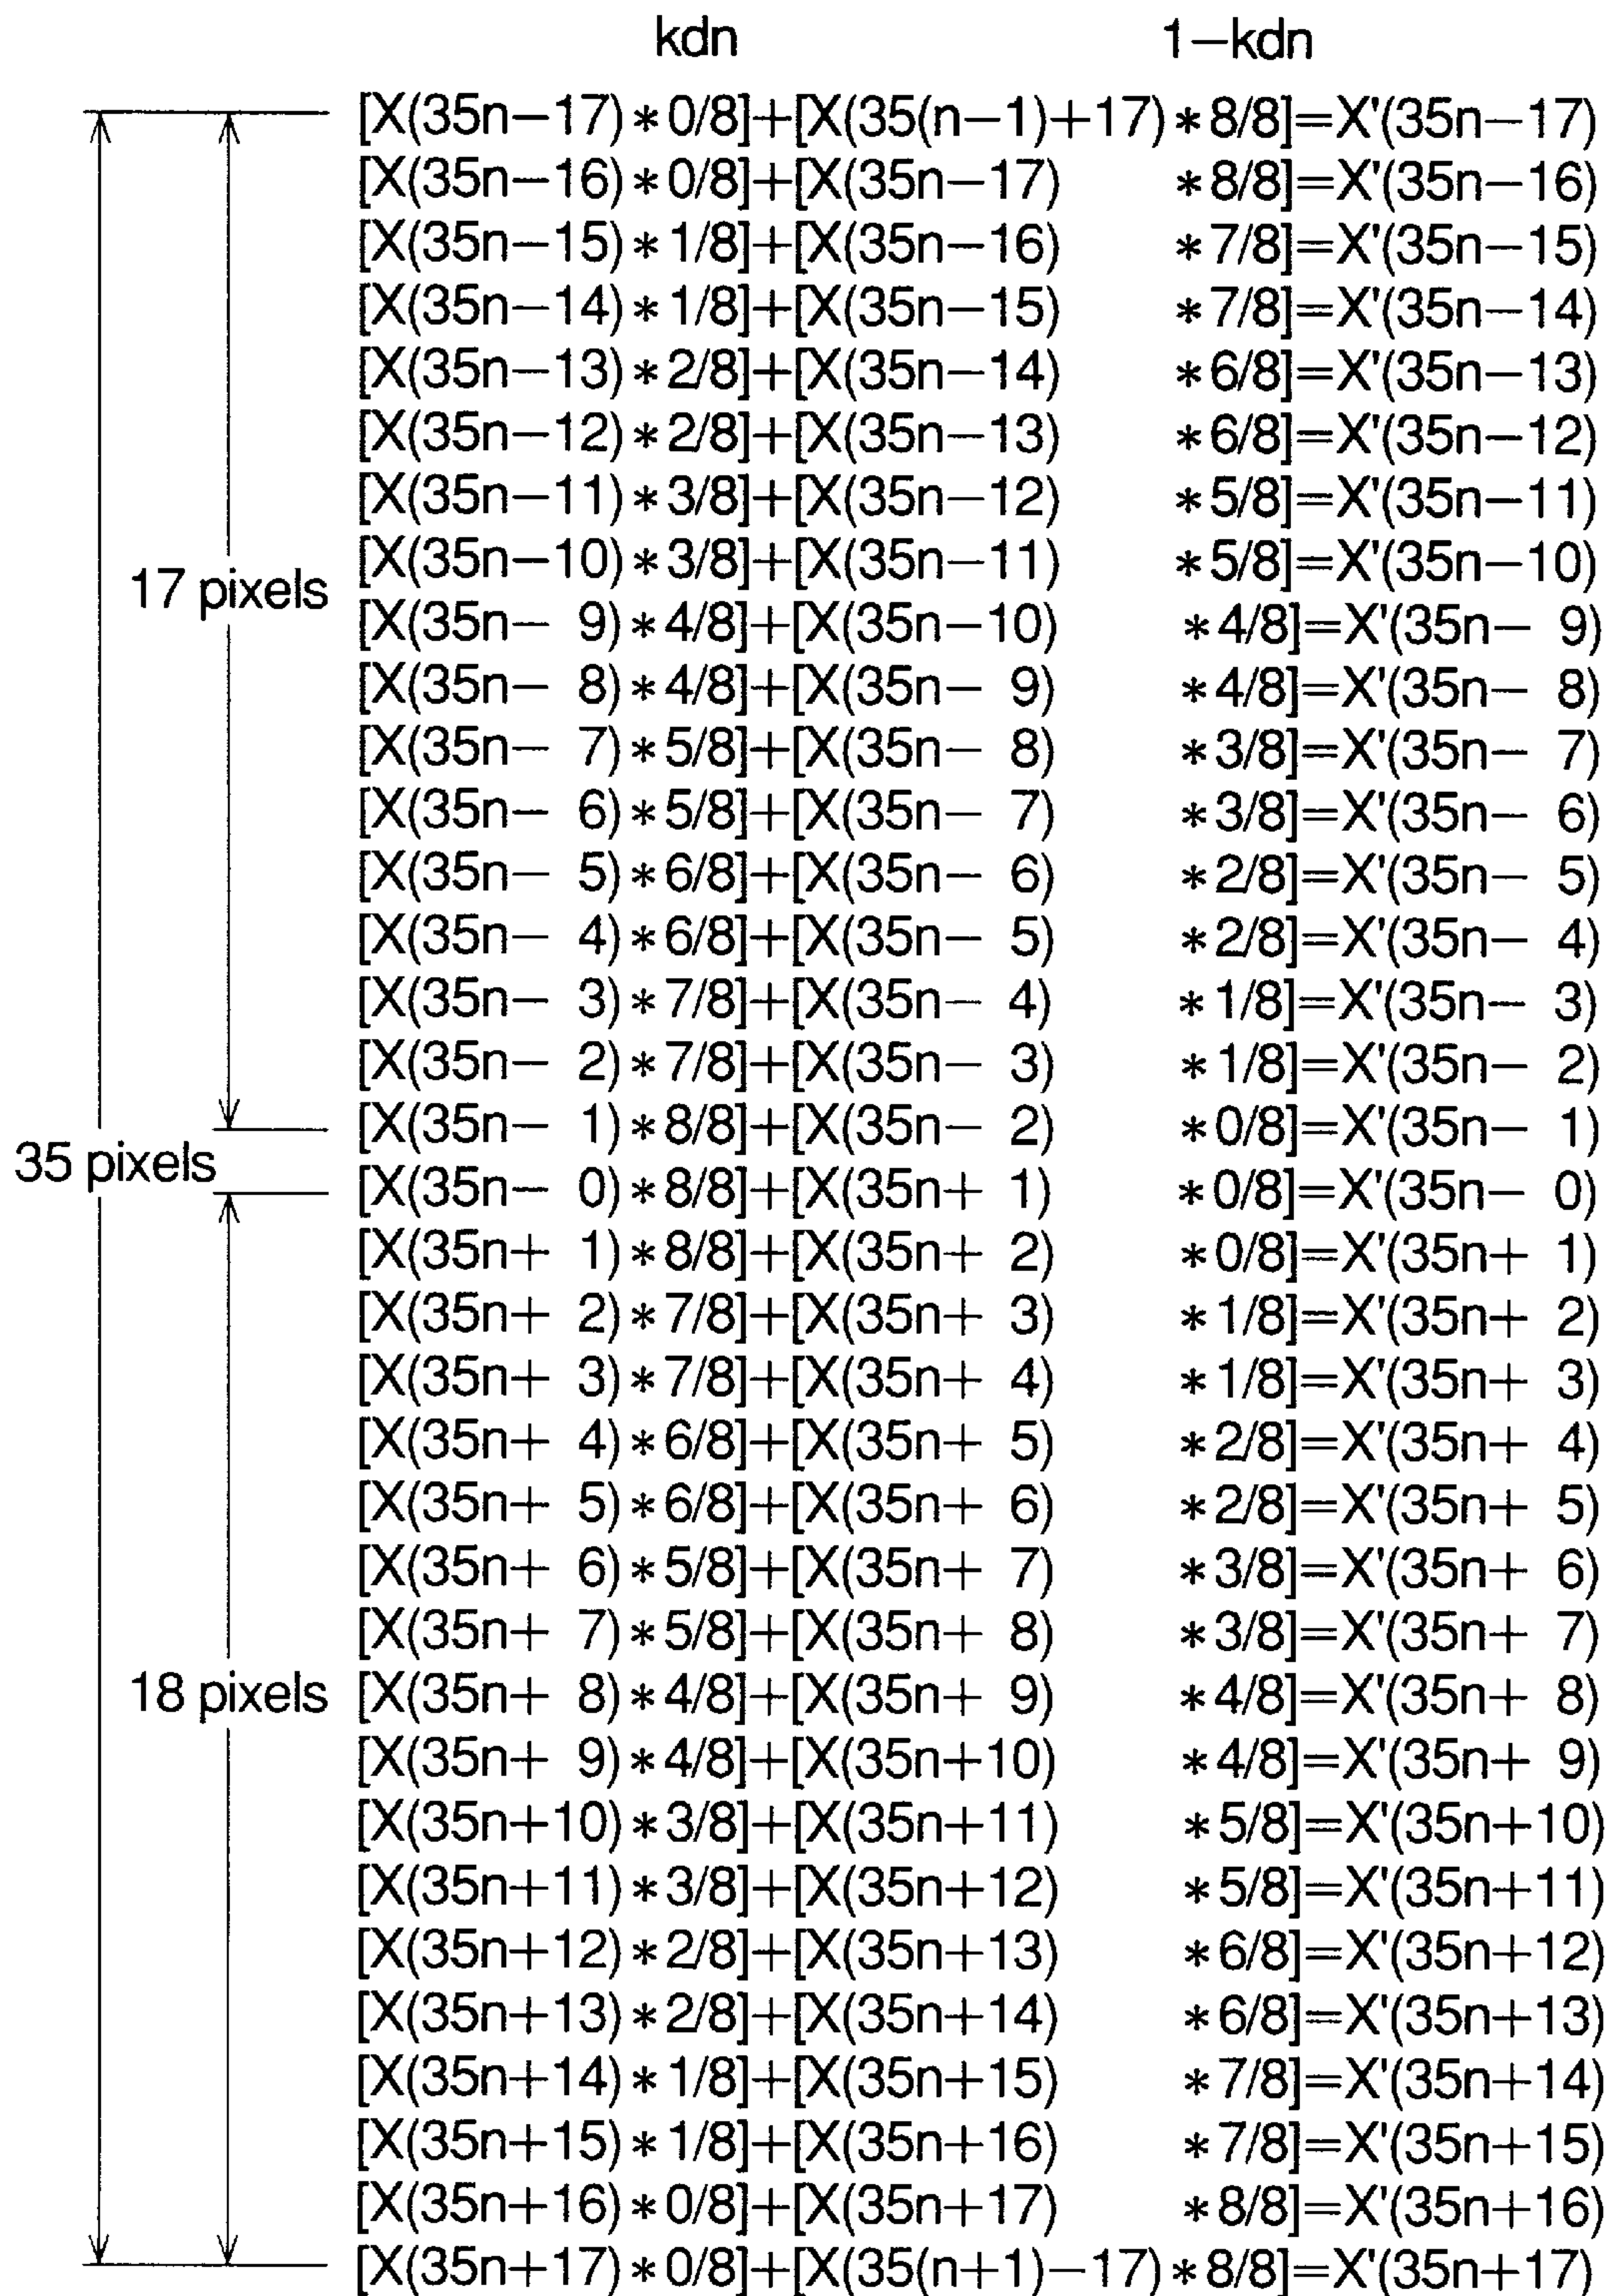 kdn 1−kdn
[X(35n−17)*0/8]+[X(35(n−1)+17)*8/8]=X'(35n−17)
[X(35n−16)*0/8]+[X(35n−17) *8/8]=X'(35n−16)
[X(35n−15)*1/8]+[X(35n−16) *7/8]=X'(35n−15)
[X(35n−14)*1/8]+[X(35n−15) *7/8]=X'(35n−14)
[X(35n−13)*2/8]+[X(35n−14) *6/8]=X'(35n−13)
[X(35n−12)*2/8]+[X(35n−13) *6/8]=X'(35n−12)
[X(35n−11)*3/8]+[X(35n−12) *5/8]=X'(35n−11)
[X(35n−10)*3/8]+[X(35n−11) *5/8]=X'(35n−10)
17 pixels
[X(35n− 9)*4/8]+[X(35n−10) *4/8]=X'(35n− 9)
[X(35n− 8)*4/8]+[X(35n− 9) *4/8]=X'(35n− 8)
[X(35n− 7)*5/8]+[X(35n− 8) *3/8]=X'(35n− 7)
[X(35n− 6)*5/8]+[X(35n− 7) *3/8]=X'(35n− 6)
[X(35n− 5)*6/8]+[X(35n− 6) *2/8]=X'(35n− 5)
[X(35n− 4)*6/8]+[X(35n− 5) *2/8]=X'(35n− 4)
[X(35n− 3)*7/8]+[X(35n− 4) *1/8]=X'(35n− 3)
[X(35n− 2)*7/8]+[X(35n− 3) *1/8]=X'(35n− 2)
[X(35n− 1)*8/8]+[X(35n− 2) *0/8]=X'(35n− 1)
35 pixels
[X(35n− 0)*8/8]+[X(35n+ 1) *0/8]=X'(35n− 0)
[X(35n+ 1)*8/8]+[X(35n+ 2) *0/8]=X'(35n+ 1)
[X(35n+ 2)*7/8]+[X(35n+ 3) *1/8]=X'(35n+ 2)
[X(35n+ 3)*7/8]+[X(35n+ 4) *1/8]=X'(35n+ 3)
[X(35n+ 4)*6/8]+[X(35n+ 5) *2/8]=X'(35n+ 4)
[X(35n+ 5)*6/8]+[X(35n+ 6) *2/8]=X'(35n+ 5)
[X(35n+ 6)*5/8]+[X(35n+ 7) *3/8]=X'(35n+ 6)
[X(35n+ 7)*5/8]+[X(35n+ 8) *3/8]=X'(35n+ 7)
18 pixels
[X(35n+ 8)*4/8]+[X(35n+ 9) *4/8]=X'(35n+ 8)
[X(35n+ 9)*4/8]+[X(35n+10) *4/8]=X'(35n+ 9)
[X(35n+10)*3/8]+[X(35n+11) *5/8]=X'(35n+10)
[X(35n+11)*3/8]+[X(35n+12) *5/8]=X'(35n+11)
[X(35n+12)*2/8]+[X(35n+13) *6/8]=X'(35n+12)
[X(35n+13)*2/8]+[X(35n+14) *6/8]=X'(35n+13)
[X(35n+14)*1/8]+[X(35n+15) *7/8]=X'(35n+14)
[X(35n+15)*1/8]+[X(35n+16) *7/8]=X'(35n+15)
[X(35n+16)*0/8]+[X(35n+17) *8/8]=X'(35n+16)
[X(35n+17)*0/8]+[X(35(n+1)−17)*8/8]=X'(35n+17)